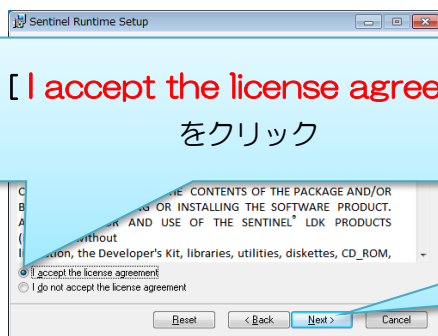 Sentinel Runtime Setup
[I accept the license agree
をクリック
E CONTENTS OF THE PACKAGE AND/OR
G OR INSTALLING THE SOFTWARE PRODUCT.
AND USE OF THE SENTINEL® LDK PRODUCTS
ithout
tion, the Developer's Kit, libraries, utilities, diskettes, CD_ROM,
I accept the license agreement
I do not accept the license agreement
Reset < Back Next > Cancel